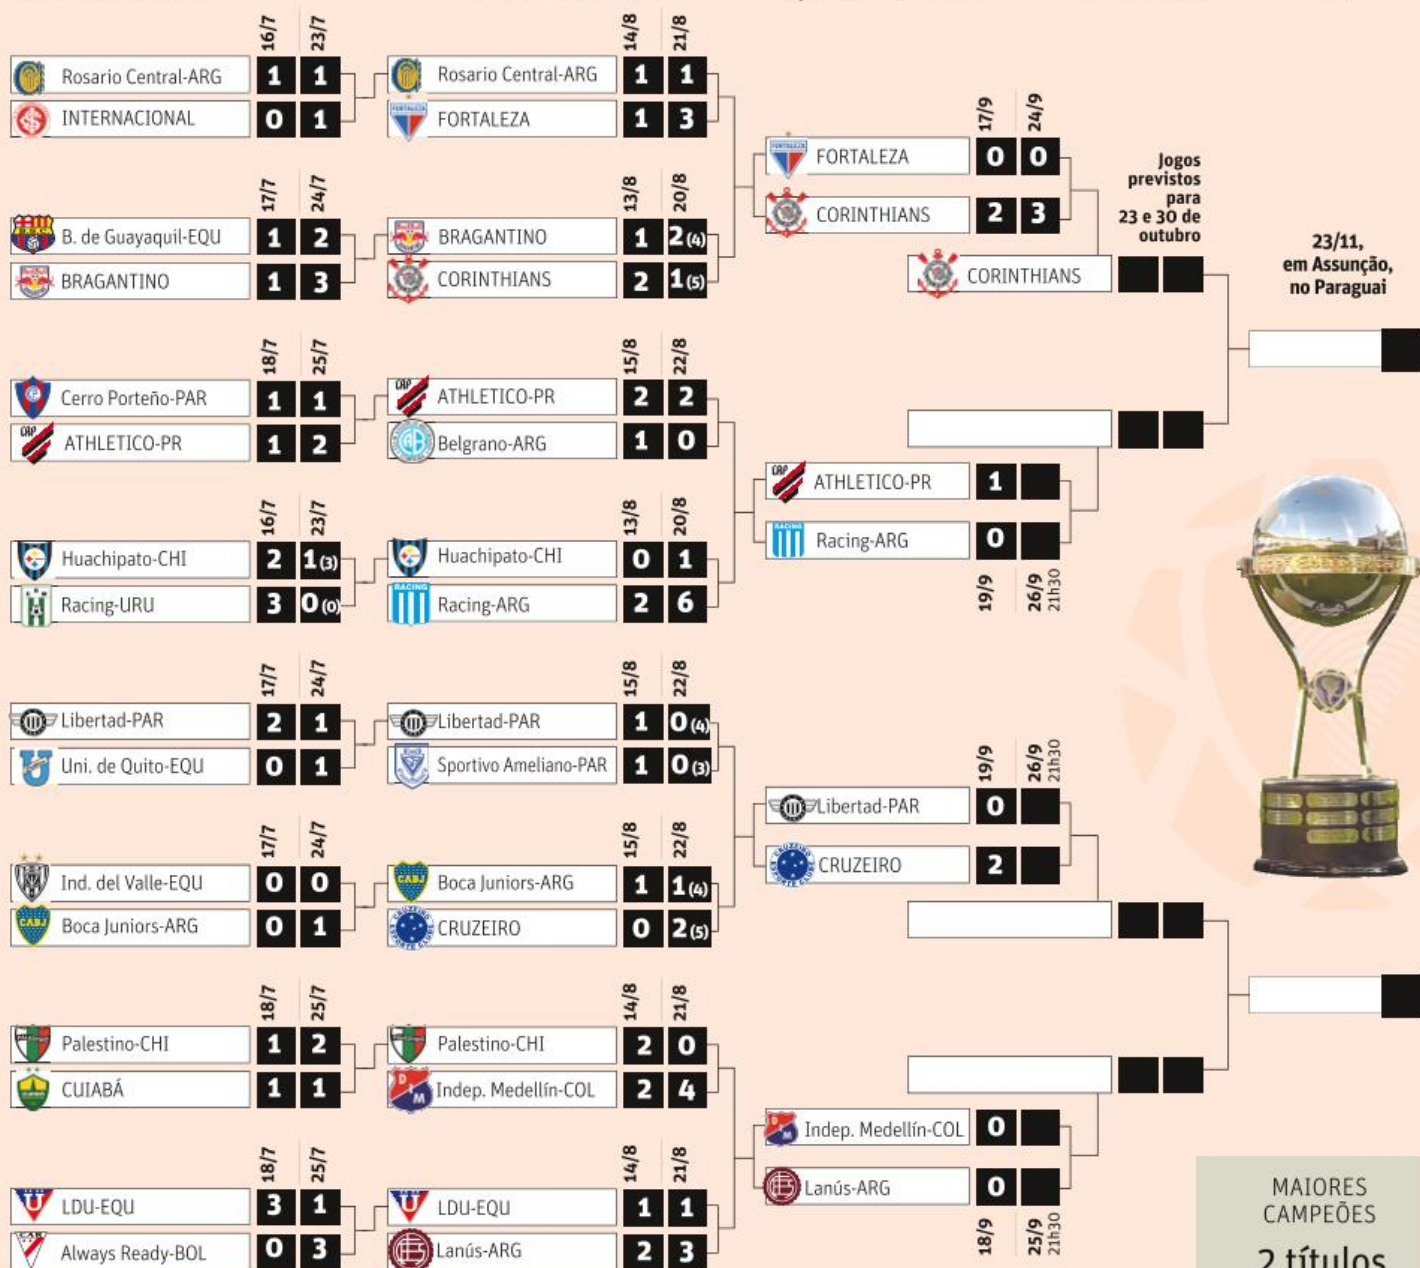 16/7 23/7
Rosario Central-ARG 1 1
INTERNACIONAL 0 1
17/7 24/7
B. de Guayaquil-EQU 1 2
BRAGANTINO 1 3
18/7 25/7
Cerro Porteño-PAR 1 1
ATHLETICO-PR 1 2
16/7 23/7
Huachipato-CHI 2 1 (3)
Racing-URU 3 0 (0)
17/7 24/7
Libertad-PAR 2 1
Uni. de Quito-EQU 0 1
17/7 24/7
Ind. del Valle-EQU 0 0
Boca Juniors-ARG 0 1
18/7 25/7
Palestino-CHI 1 2
CUIABÁ 1 1
18/7 25/7
LDU-EQU 3 1
Always Ready-BOL 0 3
14/8 21/8
Rosario Central-ARG 1 1
FORTALEZA 1 3
13/8 20/8
BRAGANTINO 1 2 (4)
CORINTHIANS 2 1 (5)
15/8 22/8
ATHLETICO-PR 2 2
Belgrano-ARG 1 0
13/8 20/8
Huachipato-CHI 0 1
Racing-ARG 2 6
15/8 22/8
Libertad-PAR 1 0 (4)
Sportivo Ameliano-PAR 1 0 (3)
15/8 22/8
Boca Juniors-ARG 1 1 (4)
CRUZEIRO 0 2 (5)
14/8 21/8
Palestino-CHI 2 0
Indep. Medellín-COL 2 4
14/8 21/8
LDU-EQU 1 1
Lanús-ARG 2 3
17/9 24/9
FORTALEZA 0 0
CORINTHIANS 2 3
ATHLETICO-PR 1
Racing-ARG 0
19/9 26/9 21h30
19/9 26/9 21h30
Libertad-PAR 0
CRUZEIRO 2
Indep. Medellín-COL 0
Lanús-ARG 0
18/9 25/9 21h30
Jogos
previstos
para
23 e 30 de
outubro
CORINTHIANS
23/11,
em Assunção,
no Paraguai
MAIORES
CAMPEÕES
2 títulos